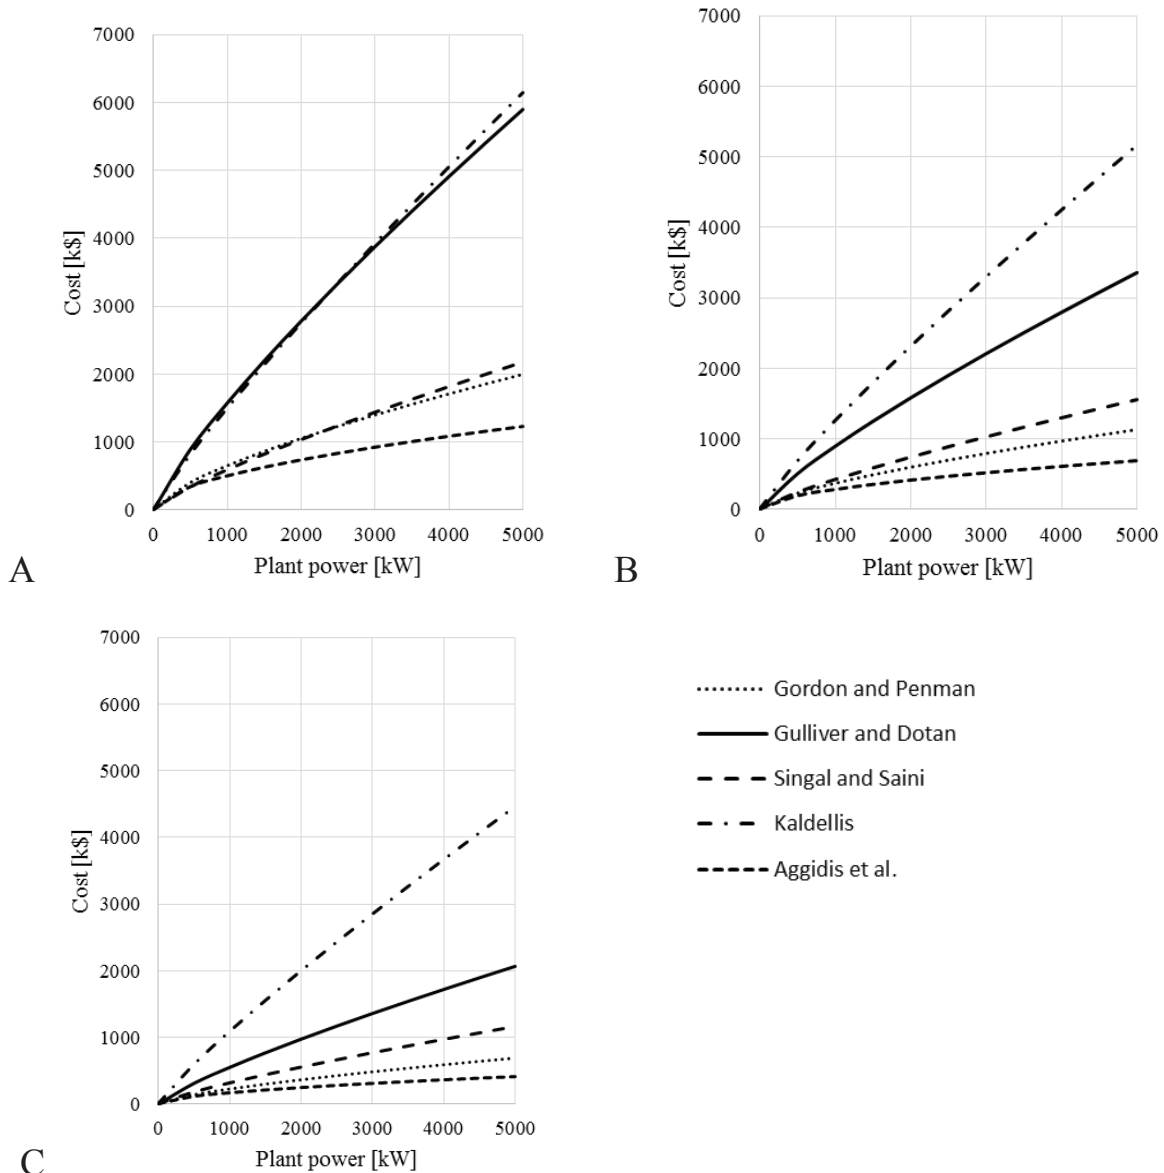 7000
6000
5000
4000
3000
2000
1000
0
Cost [k$]
0 1000 2000 3000 4000 5000
Plant power [kW]
A
7000
6000
5000
4000
3000
2000
1000
0
Cost [k$]
0 1000 2000 3000 4000 5000
Plant power [kW]
B
7000
6000
5000
4000
3000
2000
1000
0
Cost [k$]
0 1000 2000 3000 4000 5000
Plant power [kW]
C
Gordon and Penman
Gulliver and Dotan
Singal and Saini
Kaldellis
Aggidis et al.